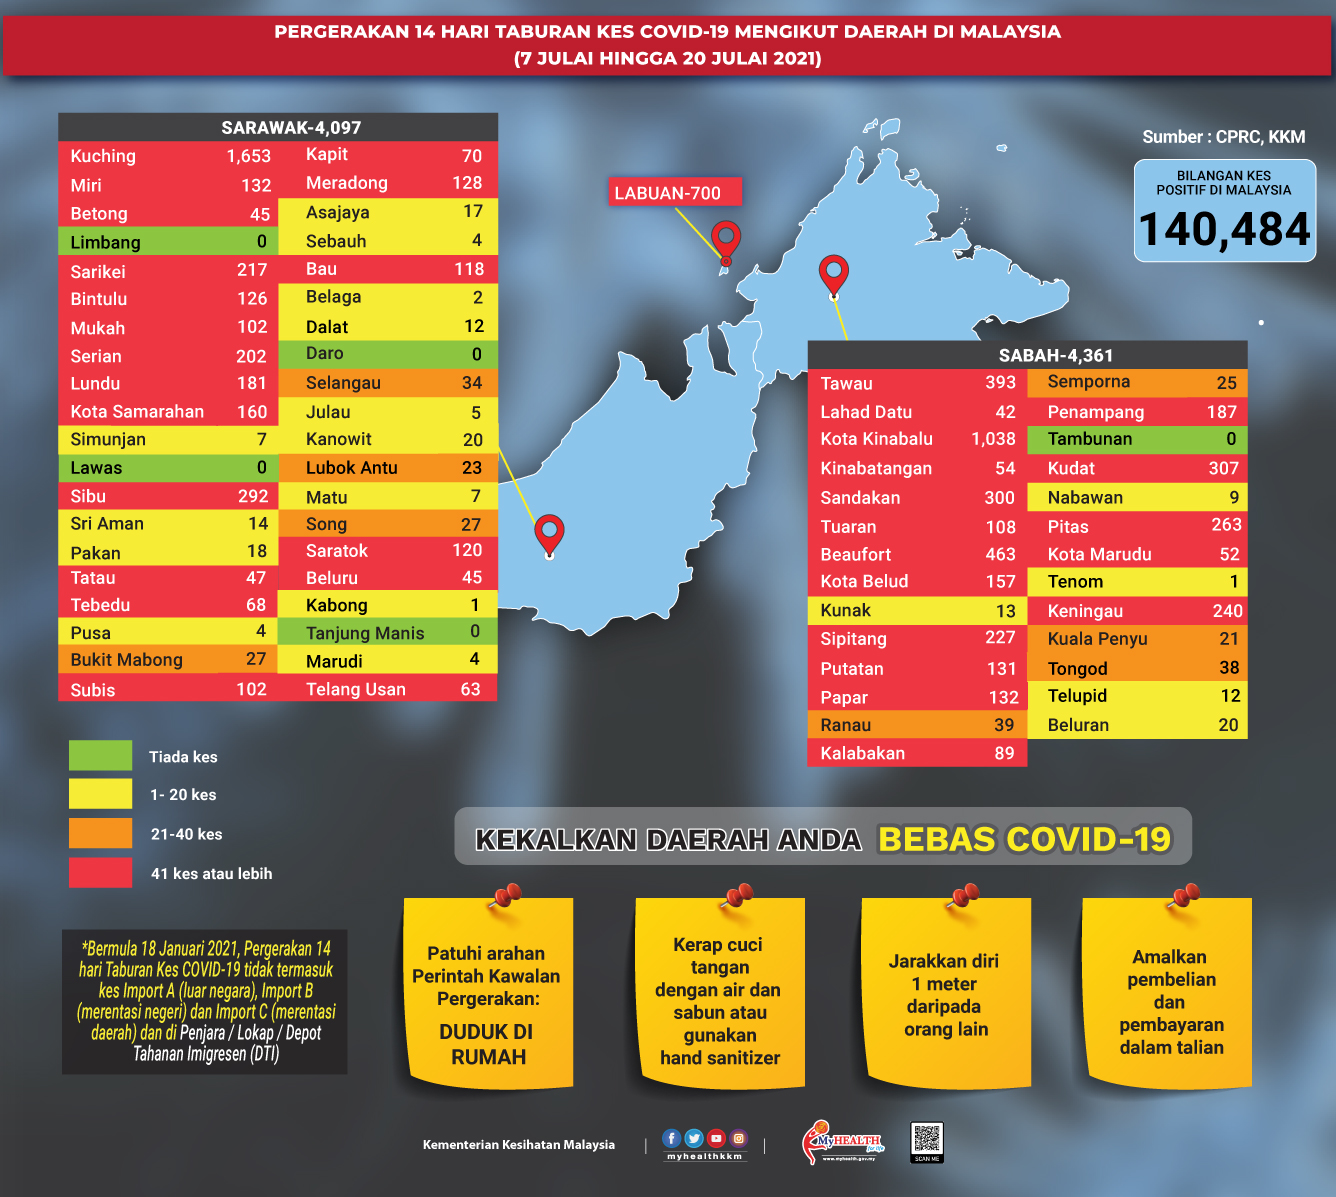 PERGERAKAN 14 HARI TABURAN KES COVID-19 MENGIKUT DAERAH DI MALAYSIA
(7 JULAI HINGGA 20 JULAI 2021)
SARAWAK-4,097
Kuching 1,653
Miri 132
Betong 45
Limbang 0
Sarikei 217
Bintulu 126
Mukah 102
Serian 202
Lundu 181
Kota Samarahan 160
Simunjan 7
Lawas 0
Sibu 292
Sri Aman 14
Pakan 18
Tatau 47
Tebedu 68
Pusa 4
Bukit Mabong 27
Subis 102
Kapit 70
Meradong 128
Asajaya 17
Sebauh 4
Bau 118
Belaga 2
Dalat 12
Daro 0
Selangau 34
Julau 5
Kanowit 20
Lubok Antu 23
Matu 7
Song 27
Saratok 120
Beluru 45
Kabong 1
Tanjung Manis 0
Marudi 4
Telang Usan 63
LABUAN-700
Sumber : CPRC, KKM
BILANGAN KES
POSITIF DI MALAYSIA
140,484
SABAH-4,361
Tawau 393
Lahad Datu 42
Kota Kinabalu 1,038
Kinabatangan 54
Sandakan 300
Tuaran 108
Beaufort 463
Kota Belud 157
Kunak 13
Sipitang 227
Putatan 131
Papar 132
Ranau 39
Kalabakan 89
Semporna 25
Penampang 187
Tambunan 0
Kudat 307
Nabawan 9
Pitas 263
Kota Marudu 52
Tenom 1
Keningau 240
Kuala Penyu 21
Tongod 38
Telupid 12
Beluran 20
Tiada kes
1- 20 kes
21-40 kes
41 kes atau lebih
*Bermula 18 Januari 2021, Pergerakan 14
hari Taburan Kes COVID-19 tidak termasuk
kes Import A (luar negara), Import B
(merentasi negeri) dan Import C (merentasi
daerah) dan di Penjara / Lokap / Depot
Tahanan Imigresen (DTI)
KEKALKAN DAERAH ANDA BEBAS COVID-19
Patuhi arahan
Perintah Kawalan
Pergerakan:
DUDUK DI
RUMAH
Kerap cuci
tangan
dengan air dan
sabun atau
gunakan
hand sanitizer
Jarakkan diri
1 meter
daripada
orang lain
Amalkan
pembelian
dan
pembayaran
dalam talian
Kementerian Kesihatan Malaysia
myhealthkkm
MyHEALTH
for life
www.myhealth.gov.my
SCAN ME